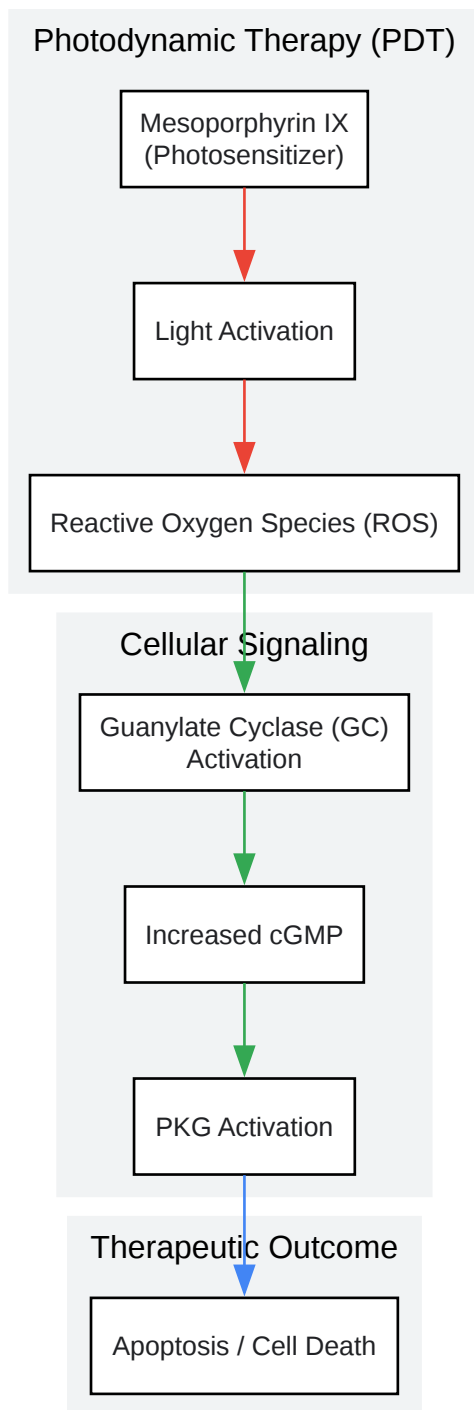 Photodynamic Therapy (PDT)
Mesoporphyrin IX
(Photosensitizer)
Light Activation
Reactive Oxygen Species (ROS)
Cellular Signaling
Guanylate Cyclase (GC)
Activation
Increased cGMP
PKG Activation
Therapeutic Outcome
Apoptosis / Cell Death